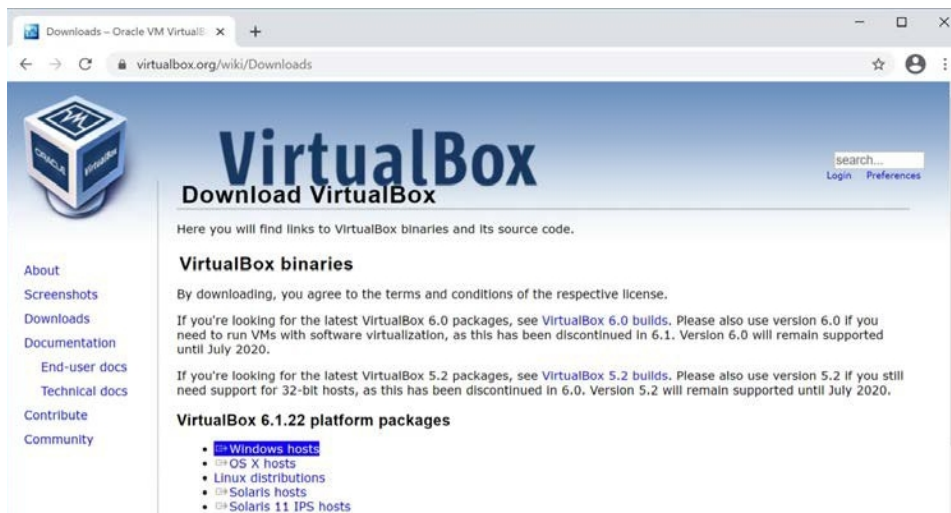 Downloads – Oracle VM VirtualB
virtualbox.org/wiki/Downloads
ORACLE
VM
VirtualBox
VirtualBox
search...
Login Preferences
Download VirtualBox
Here you will find links to VirtualBox binaries and its source code.
About
Screenshots
Downloads
Documentation
End-user docs
Technical docs
Contribute
Community
VirtualBox binaries
By downloading, you agree to the terms and conditions of the respective license.
If you're looking for the latest VirtualBox 6.0 packages, see VirtualBox 6.0 builds. Please also use version 6.0 if you
need to run VMs with software virtualization, as this has been discontinued in 6.1. Version 6.0 will remain supported
until July 2020.
If you're looking for the latest VirtualBox 5.2 packages, see VirtualBox 5.2 builds. Please also use version 5.2 if you still
need support for 32-bit hosts, as this has been discontinued in 6.0. Version 5.2 will remain supported until July 2020.
VirtualBox 6.1.22 platform packages
Windows hosts
OS X hosts
Linux distributions
Solaris hosts
Solaris 11 IPS hosts